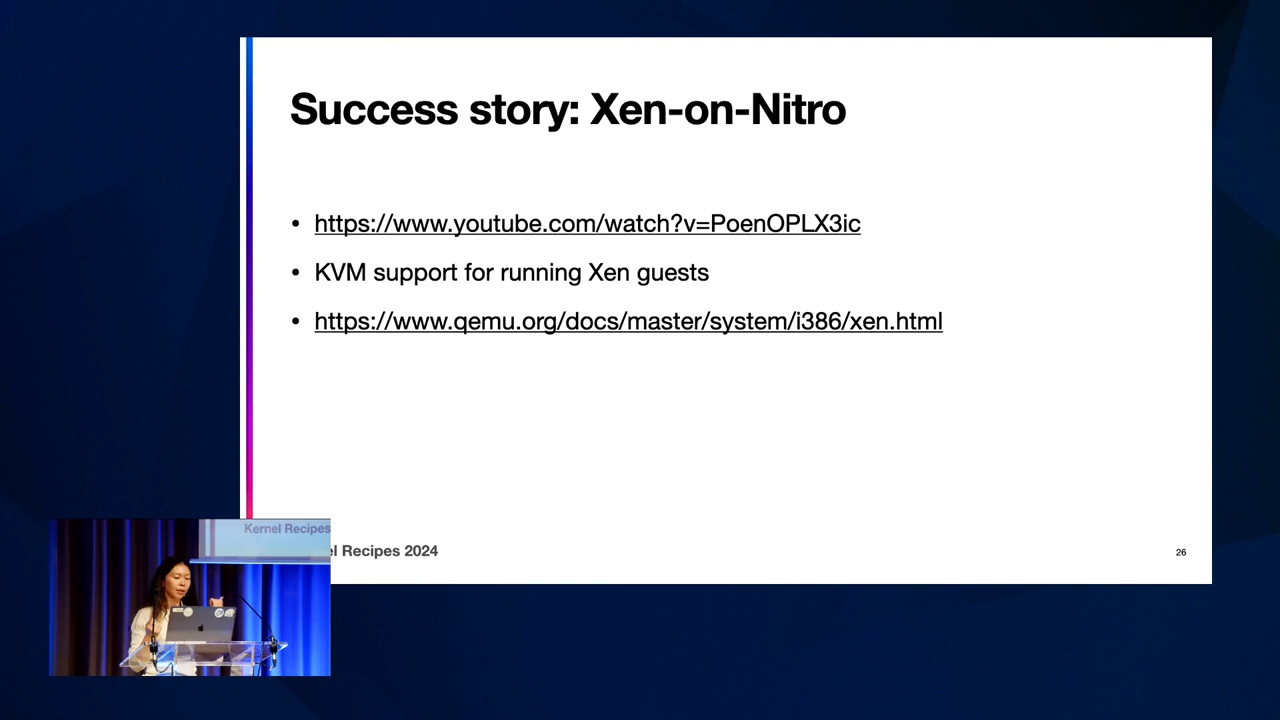 Success story: Xen-on-Nitro
• https://www.youtube.com/watch?v=PoenOPLX3ic
• KVM support for running Xen guests
• https://www.qemu.org/docs/master/system/i386/xen.html
Kernel Recipes
el Recipes 2024
26